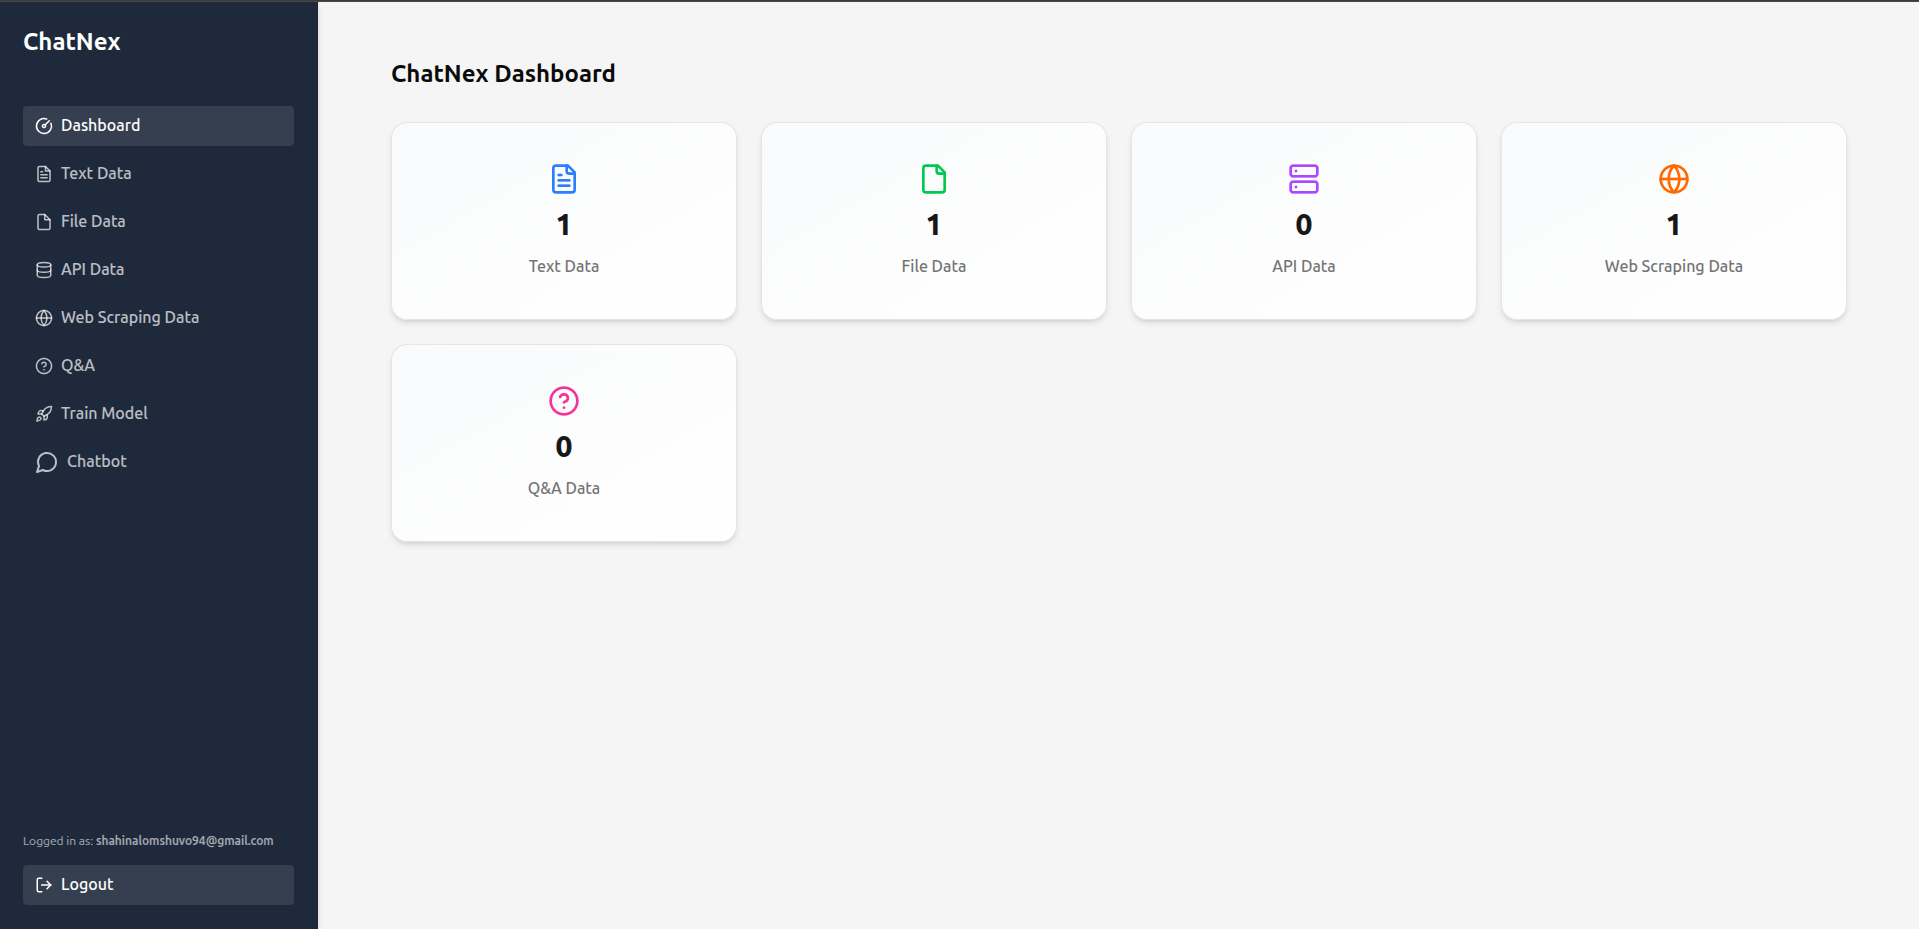 ChatNex
Dashboard
Text Data
File Data
API Data
Web Scraping Data
Q&A
Train Model
Chatbot
Logged in as: shahinalomshuvo94@gmail.com
Logout
ChatNex Dashboard
1
Text Data
1
File Data
0
API Data
1
Web Scraping Data
0
Q&A Data